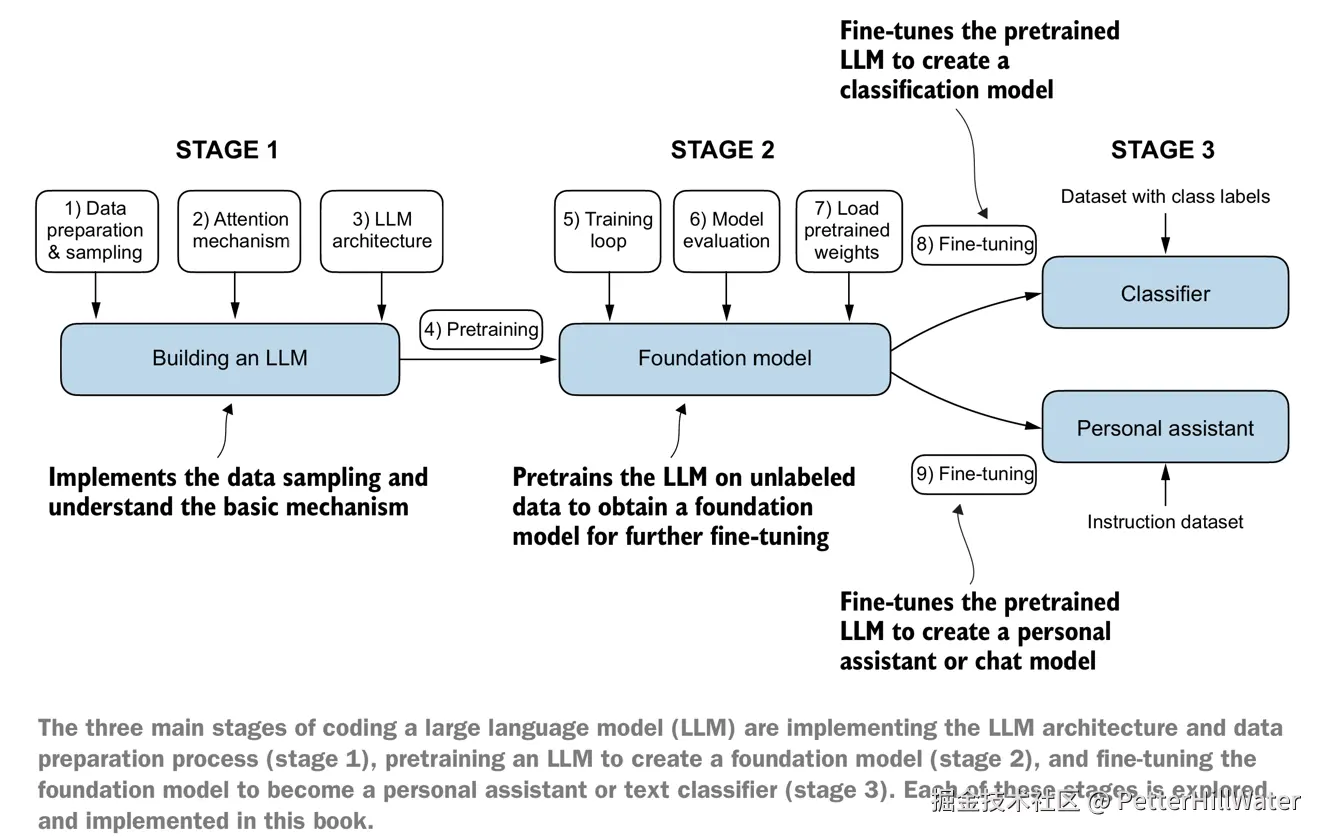 Fine-tunes the pretrained
LLM to create a
classification model
STAGE 1
STAGE 2
STAGE 3
1) Data
preparation
& sampling
2) Attention
mechanism
3) LLM
architecture
5) Training
loop
6) Model
evaluation
7) Load
pretrained
weights
8) Fine-tuning
Dataset with class labels
Classifier
4) Pretraining
Building an LLM
Foundation model
Personal assistant
Implements the data sampling and
understand the basic mechanism
Pretrains the LLM on unlabeled
data to obtain a foundation
model for further fine-tuning
9) Fine-tuning
Instruction dataset
Fine-tunes the pretrained
LLM to create a personal
assistant or chat model
The three main stages of coding a large language model (LLM) are implementing the LLM architecture and data
preparation process (stage 1), pretraining an LLM to create a foundation model (stage 2), and fine-tuning the
foundation model to become a personal assistant or text classifier (stage 3). Each of these stages is explored
and implemented in this book.
掘金技术社区 @ PetterHillWater